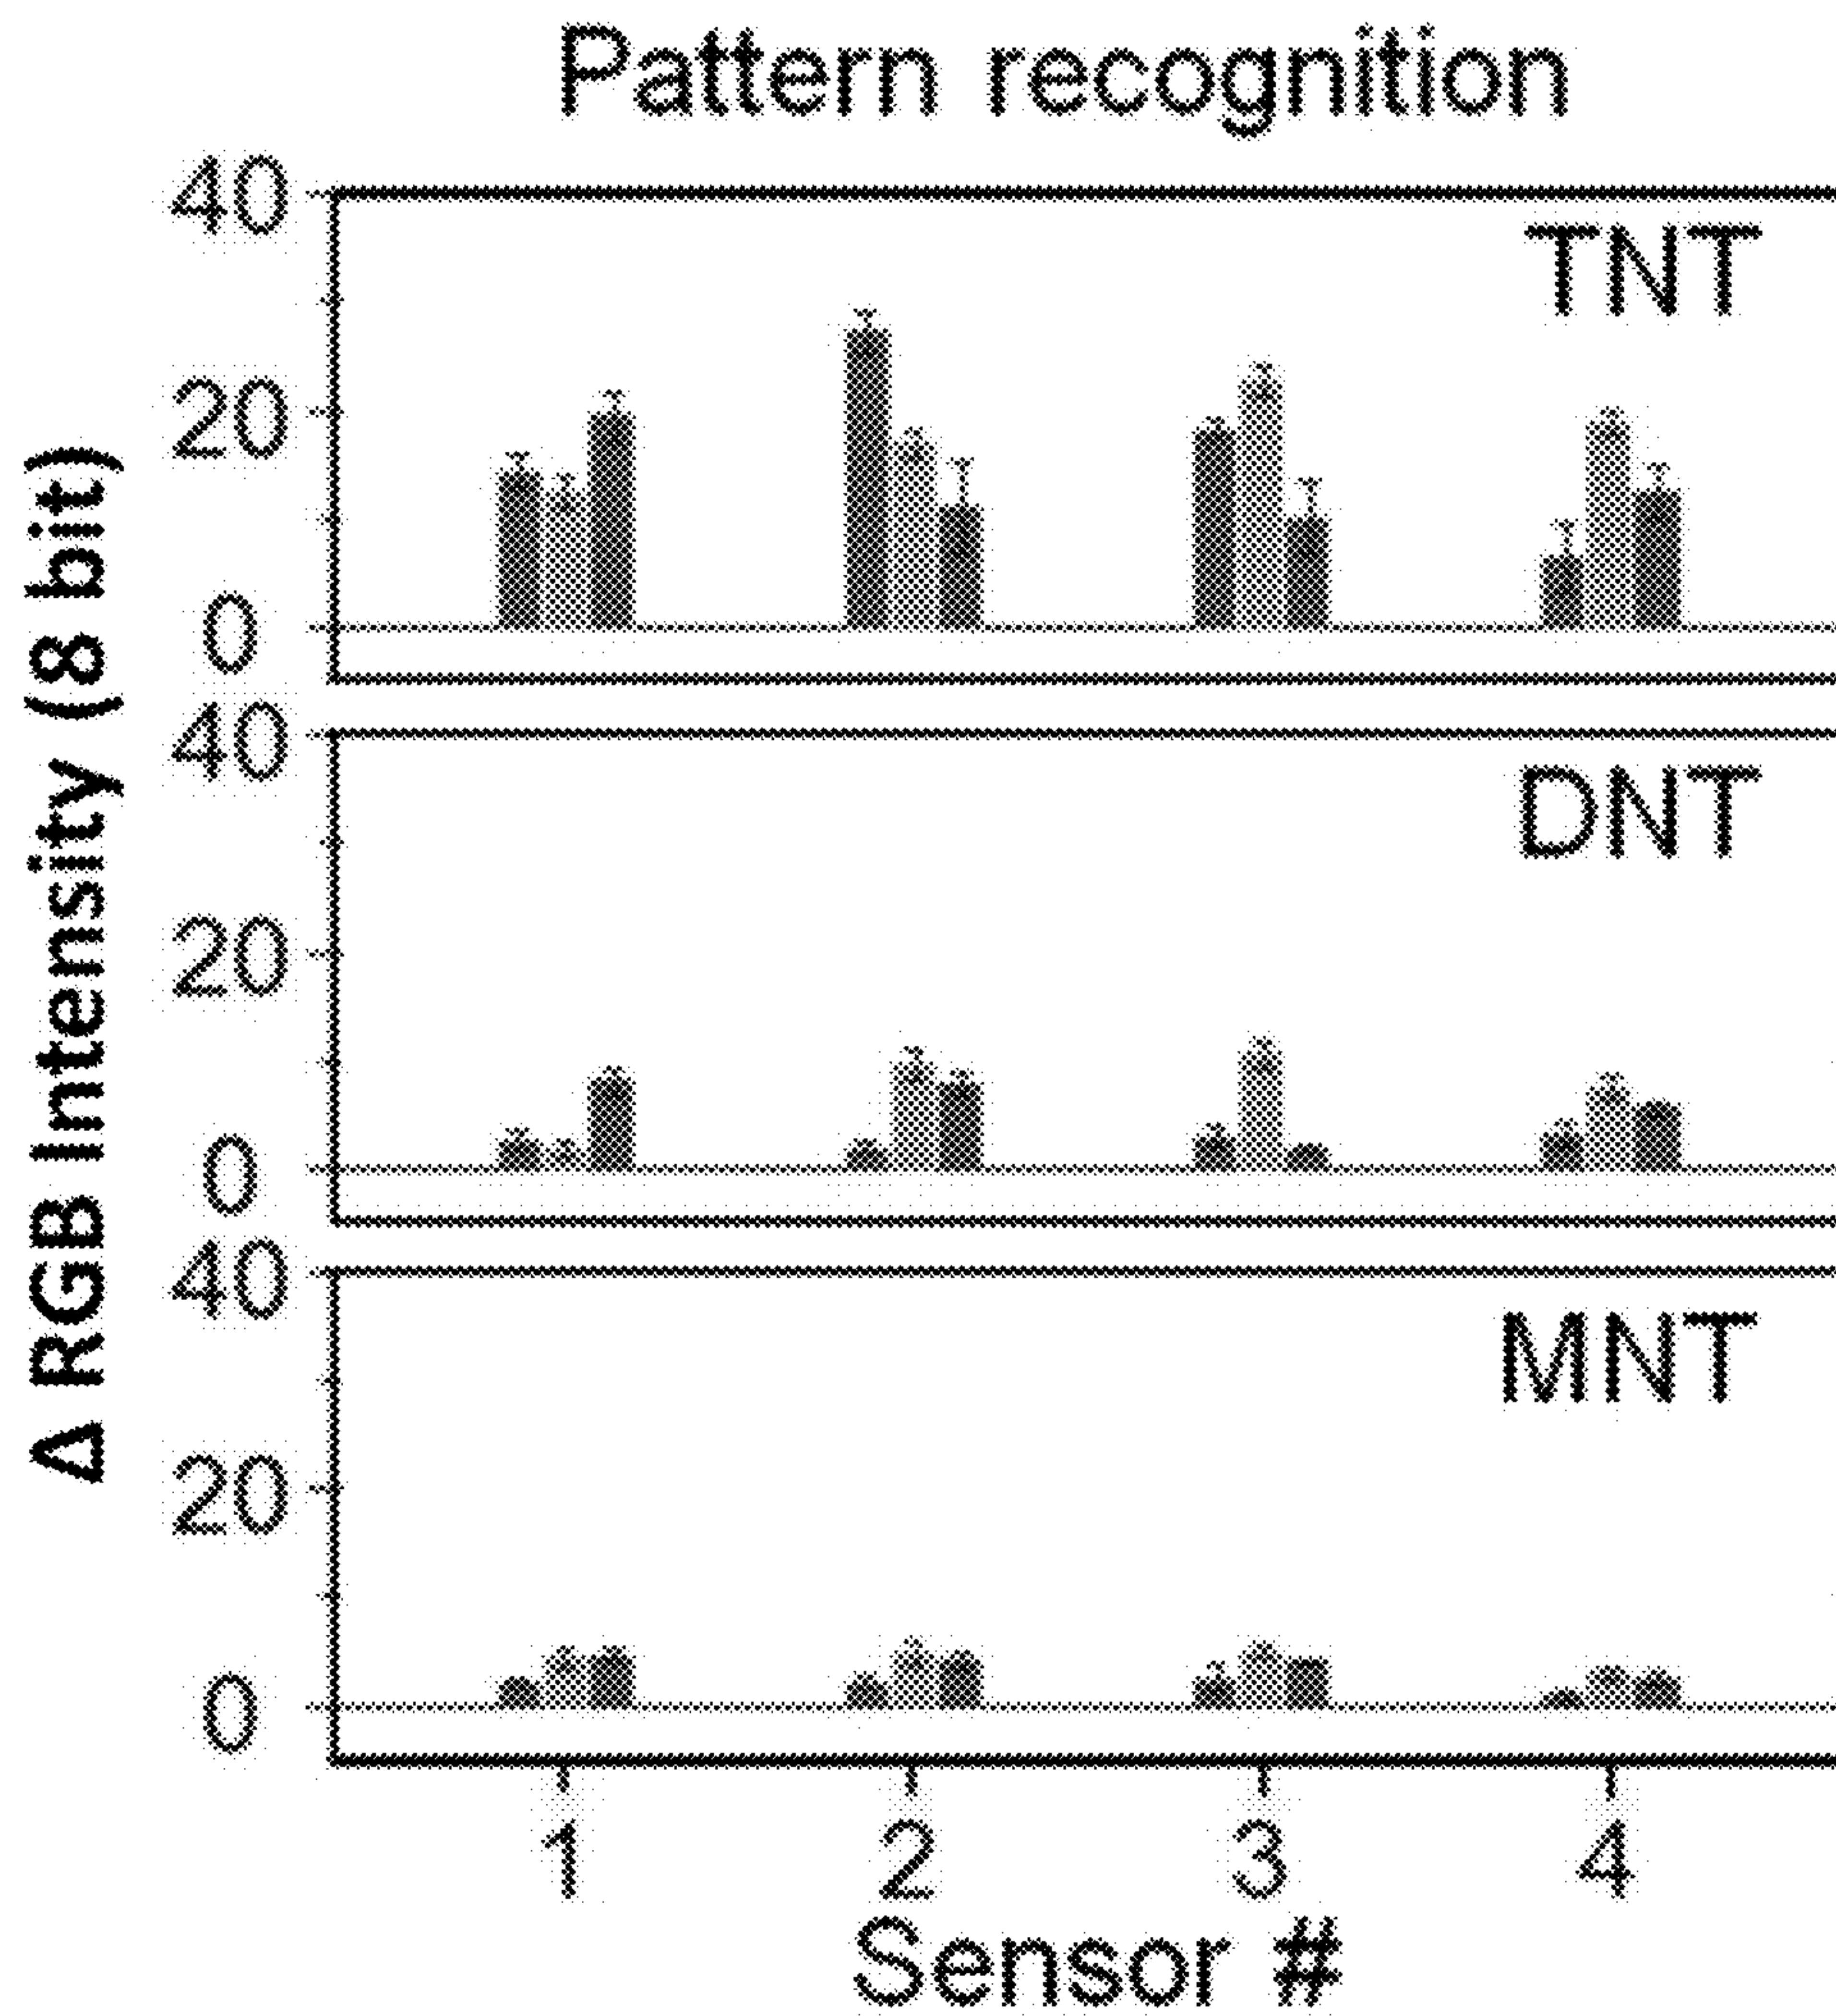 Pattern recognition
Δ RGB Intensity (8 bit)
40
TNT
20
0
40
DNT
20
0
40
MNT
20
0
1 2 3 4
Sensor #